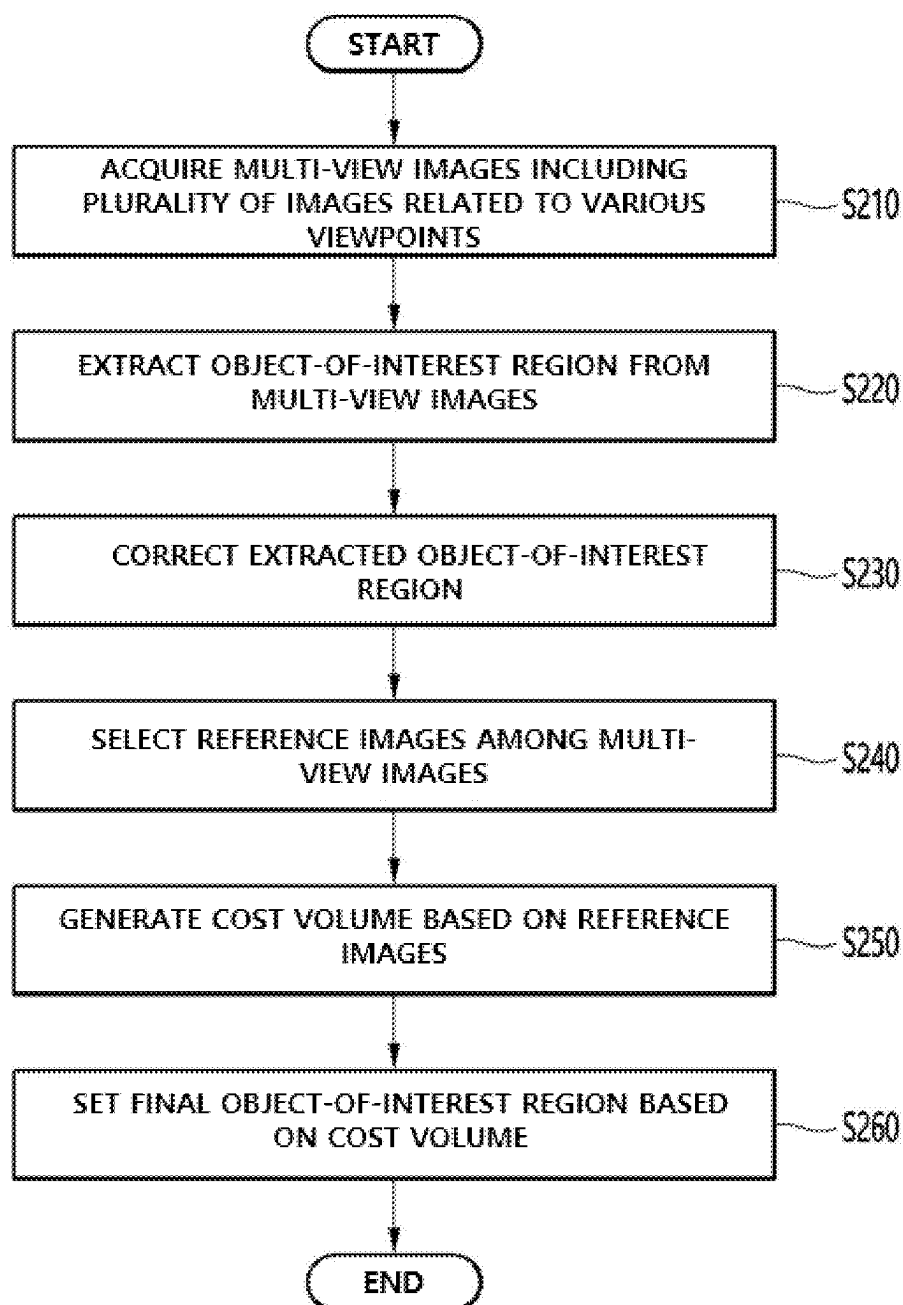 START
ACQUIRE MULTI-VIEW IMAGES INCLUDING
PLURALITY OF IMAGES RELATED TO VARIOUS
VIEWPOINTS
S210
EXTRACT OBJECT-OF-INTEREST REGION FROM
MULTI-VIEW IMAGES
S220
CORRECT EXTRACTED OBJECT-OF-INTEREST
REGION
S230
SELECT REFERENCE IMAGES AMONG MULTI-
VIEW IMAGES
S240
GENERATE COST VOLUME BASED ON REFERENCE
IMAGES
S250
SET FINAL OBJECT-OF-INTEREST REGION BASED
ON COST VOLUME
S260
END